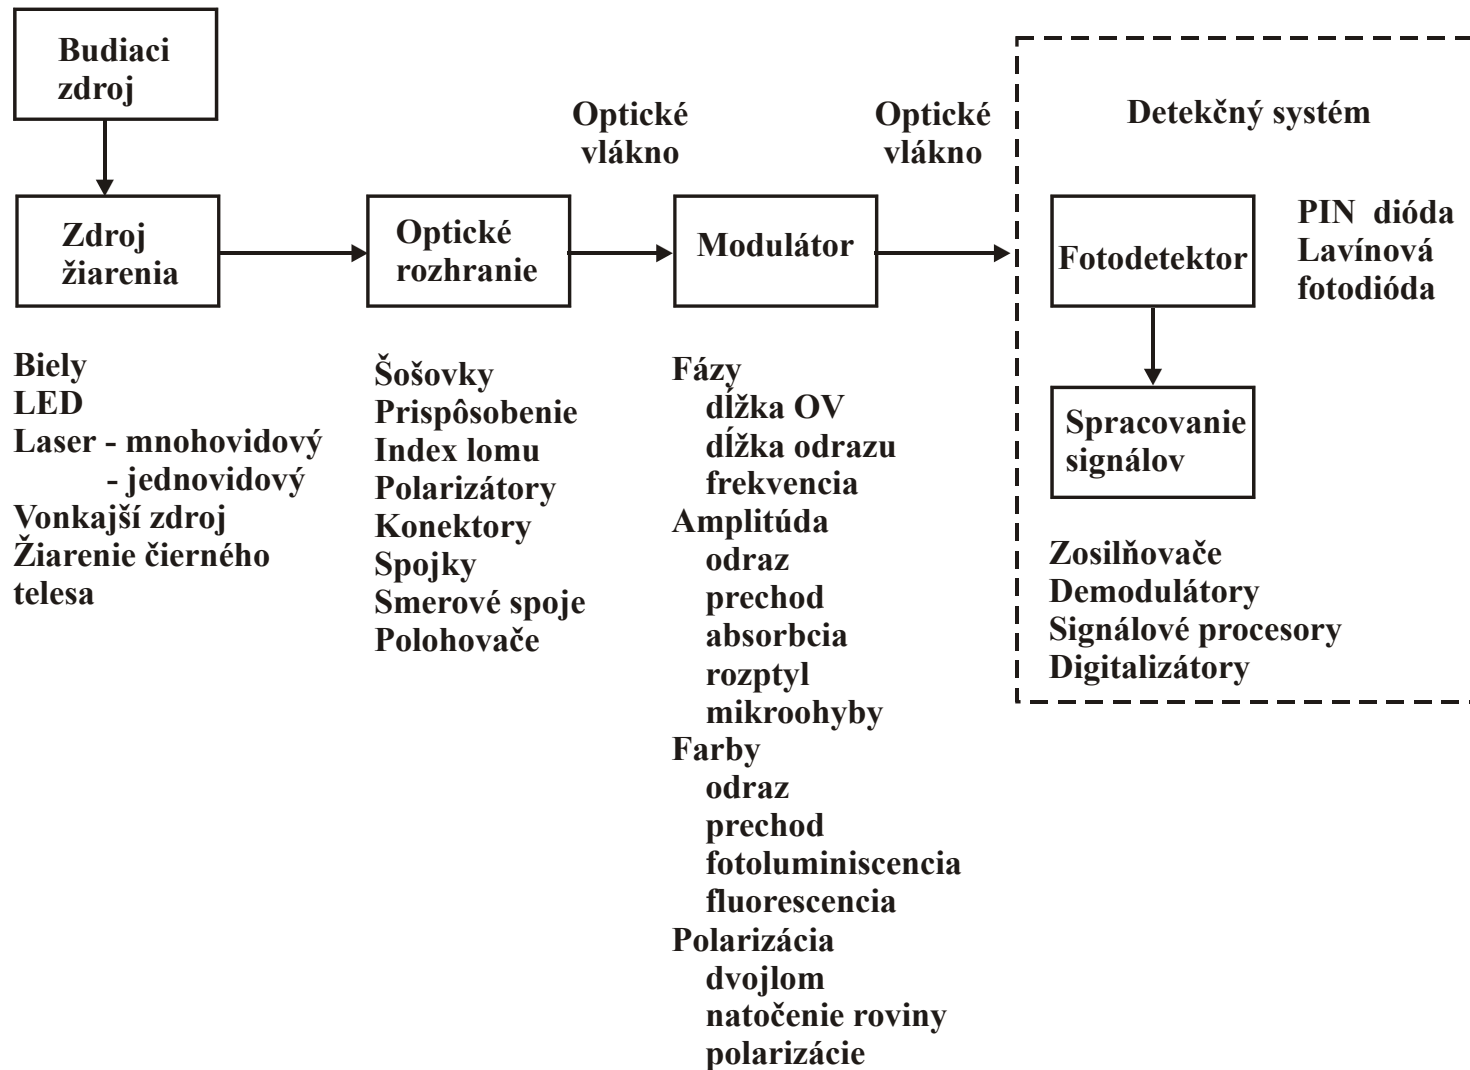 Budiaci
zdroj
Zdroj
žiarenia
Biely
LED
Laser - mnohovidový
- jednovidový
Vonkajší zdroj
Žiarenie čierného
telesa
Optické
rozhranie
Šošovky
Prispôsobenie
Index lomu
Polarizátory
Konektory
Spojky
Smerové spoje
Polohovače
Optické
vlákno
Modulátor
Fázy
dĺžka OV
dĺžka odrazu
frekvencia
Amplitúda
odraz
prechod
absorbcia
rozptyl
mikroohyby
Farby
odraz
prechod
fotoluminiscencia
fluorescencia
Polarizácia
dvojlom
natočenie roviny
polarizácie
Optické
vlákno
Detekčný systém
Fotodetektor
PIN dióda
Lavínová
fotodióda
Spracovanie
signálov
Zosilňovače
Demodulátory
Signálové procesory
Digitalizátory